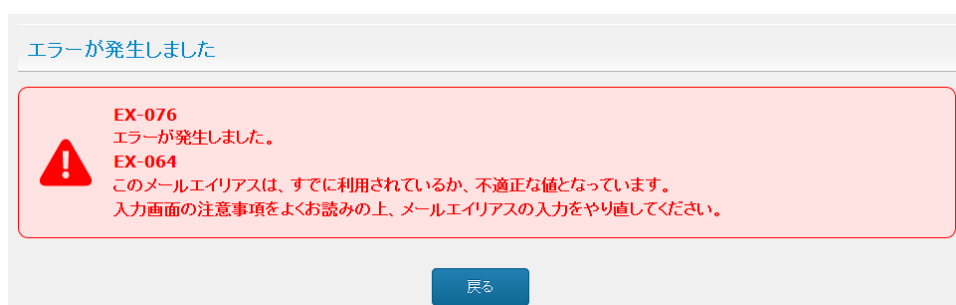 エラーが発生しました
EX-076
エラーが発生しました。
EX-064
このメールエイリアスは、すでに利用されているか、不適正な値となっています。
入力画面の注意事項をよくお読みの上、メールエイリアスの入力をやり直してください。
戻る